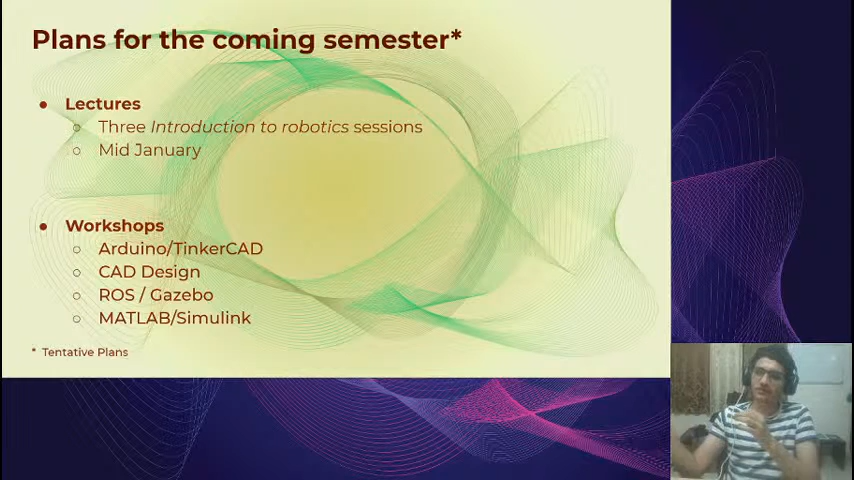 Plans for the coming semester*
● Lectures
○ Three Introduction to robotics sessions
○ Mid January
● Workshops
○ Arduino/TinkerCAD
○ CAD Design
○ ROS / Gazebo
○ MATLAB/Simulink
* Tentative Plans